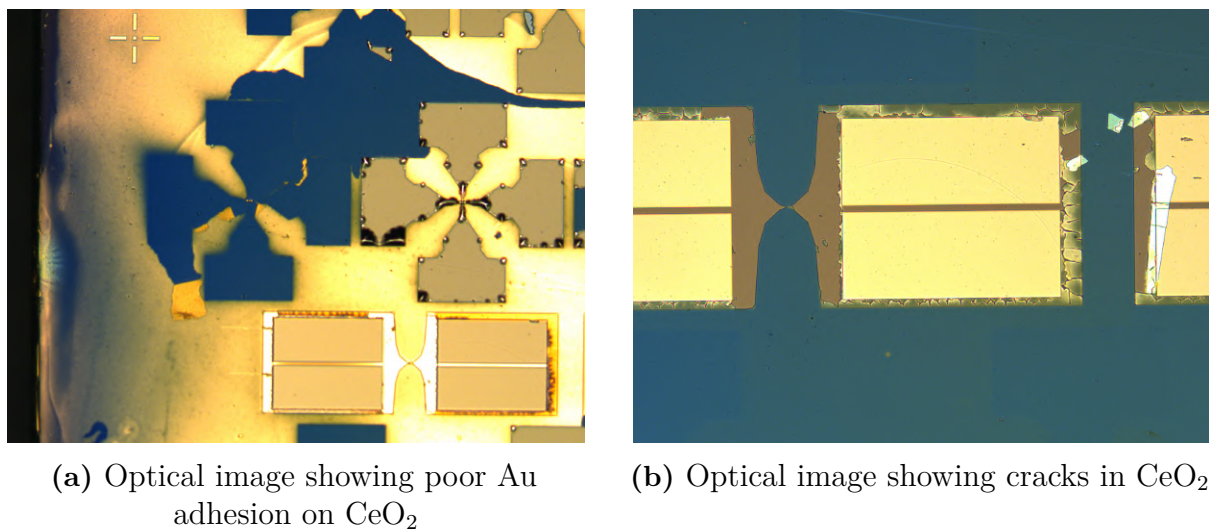 (a) Optical image showing poor Au
adhesion on CeO₂
(b) Optical image showing cracks in CeO₂